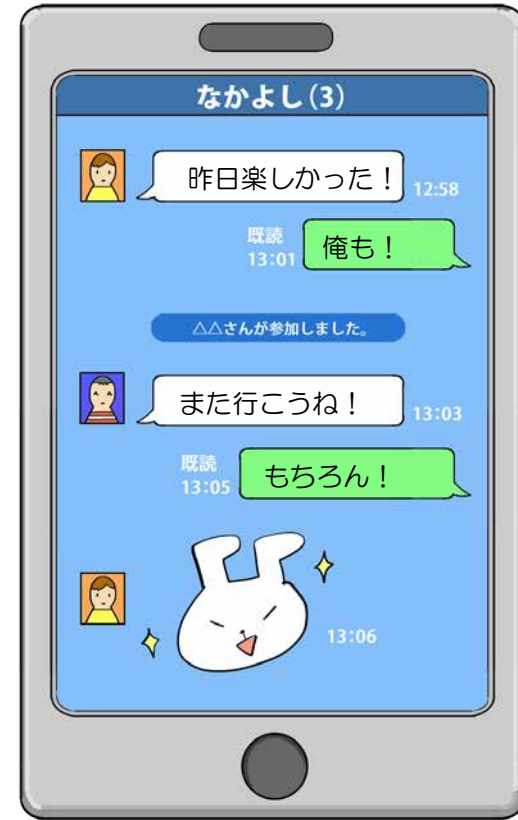 なかよし(3)
昨日楽しかった!
12:58
既読
13:01
俺も!
△△さんが参加しました。
また行こうね!
13:03
既読
13:05
もちろん!
13:06